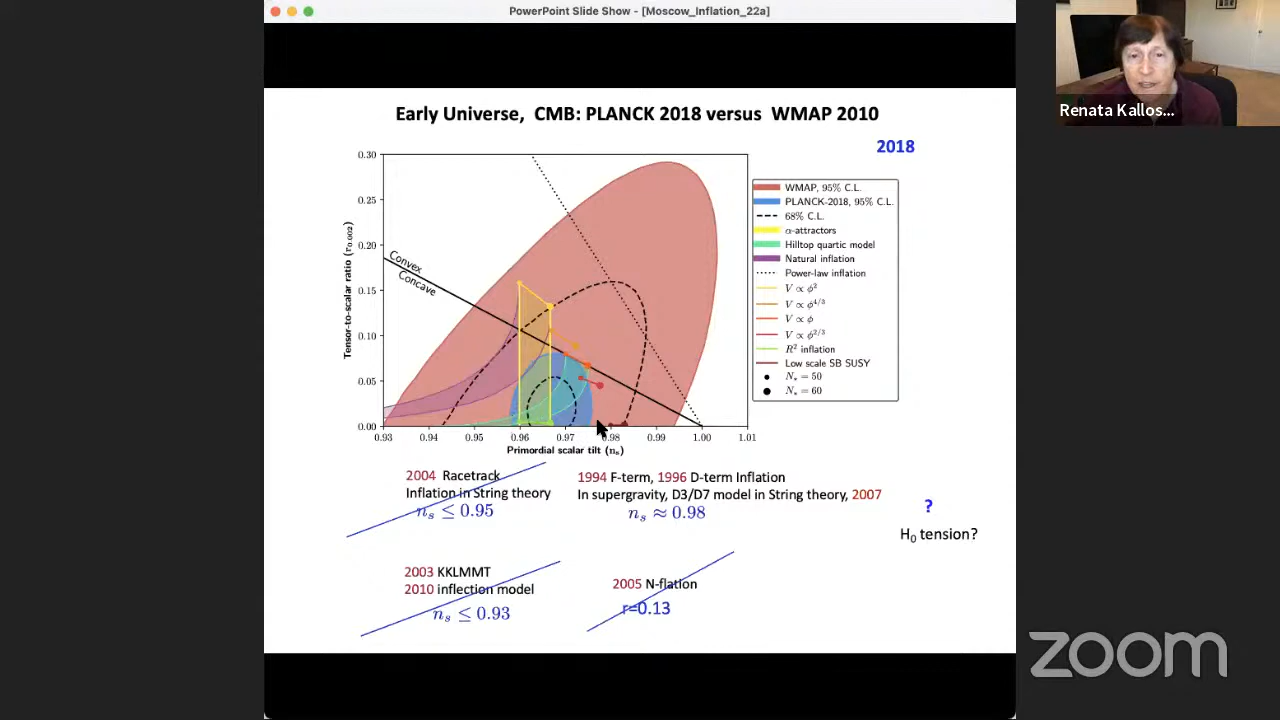 PowerPoint Slide Show - [Moscow_Inflation_22a]
Renata Kallos...
Early Universe, CMB: PLANCK 2018 versus WMAP 2010
2018
0.30
0.25
0.20
0.15
0.10
0.05
0.00
Tensor-to-scalar ratio (r₀.₀₀₂)
Convex
Concave
0.93 0.94 0.95 0.96 0.97 0.98 0.99 1.00 1.01
Primordial scalar tilt (nₛ)
WMAP, 95% C.L.
PLANCK-2018, 95% C.L.
68% C.L.
α-attractors
Hilltop quartic model
Natural inflation
Power-law inflation
V ∝ ϕ²
V ∝ ϕ^{4/3}
V ∝ ϕ
V ∝ ϕ^{2/3}
R² inflation
Low scale SB SUSY
N* = 50
N* = 60
2004 Racetrack
Inflation in String theory
nₛ ≤ 0.95
1994 F-term, 1996 D-term Inflation
In supergravity, D3/D7 model in String theory, 2007
nₛ ≈ 0.98
?
H₀ tension?
2003 KKLMMT
2010 inflection model
nₛ ≤ 0.93
2005 N-flation
r=0.13
zoom